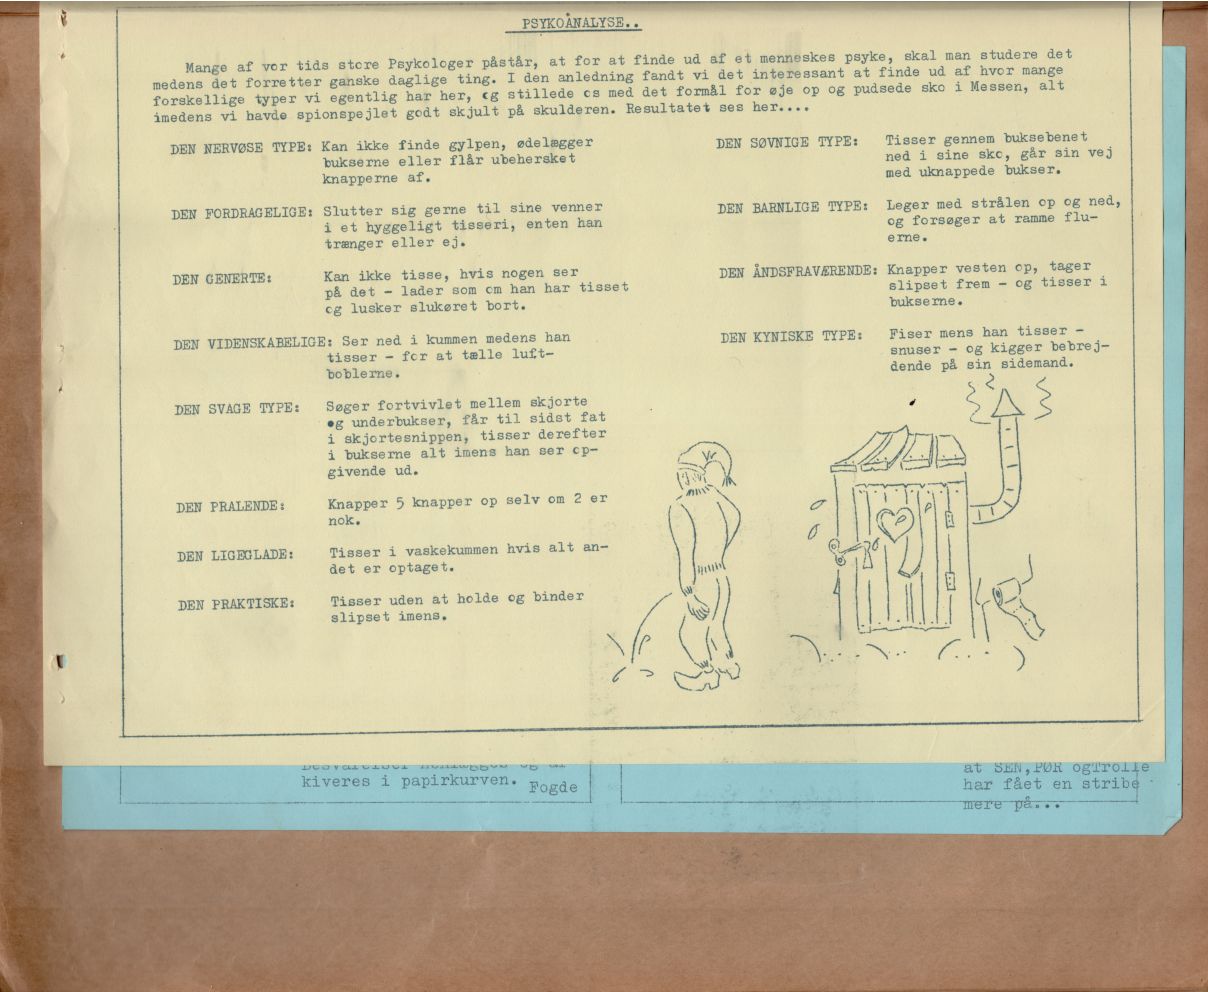 PSYKOANALYSE..
Mange af vor tids store Psykologer påstår, at for at finde ud af et menneskes psyke, skal man studere det
medens det forretter ganske daglige ting. I den anledning fandt vi det interessant at finde ud af hvor mange
forskellige typer vi egentlig har her, og stillede os med det formål for øje op og pudsede sko i Messen, alt
imedens vi havde spionspejlet godt skjult på skulderen. Resultatet ses her....
DEN NERVØSE TYPE: Kan ikke finde gylpen, ødelægger
bukserne eller flår ubehersket
knapperne af.
DEN FORDRAGELIGE: Slutter sig gerne til sine venner
i et hyggeligt tisseri, enten han
trænger eller ej.
DEN GENERTE: Kan ikke tisse, hvis nogen ser
på det - lader som om han har tisset
og lusker slukøret bort.
DEN VIDENSKABELIGE: Ser ned i kummen medens han
tisser - for at tælle luft-
boblerne.
DEN SVAGE TYPE: Søger fortvivlet mellem skjorte
og underbukser, får til sidst fat
i skjortesnippen, tisser derefter
i bukserne alt imens han ser op-
givende ud.
DEN PRALENDE: Knapper 5 knapper op selv om 2 er
nok.
DEN LIGEGLADE: Tisser i vaskekummen hvis alt an-
det er optaget.
DEN PRAKTISKE: Tisser uden at holde og binder
slipset imens.
DEN SØVNIGE TYPE: Tisser gennem buksebenet
ned i sine sko, går sin vej
med uknappede bukser.
DEN BARNLIGE TYPE: Leger med strålen op og ned,
og forsøger at ramme flu-
erne.
DEN ÅNDSFRAVÆRENDE: Knapper vesten op, tager
slipset frem - og tisser i
bukserne.
DEN KYNISKE TYPE: Fiser mens han tisser -
snuser - og kigger bebrej-
dende på sin sidemand.
kiveres i papirkurven. Fogde
at SEN,PØR ogTrolle
har fået en stribe
mere på...